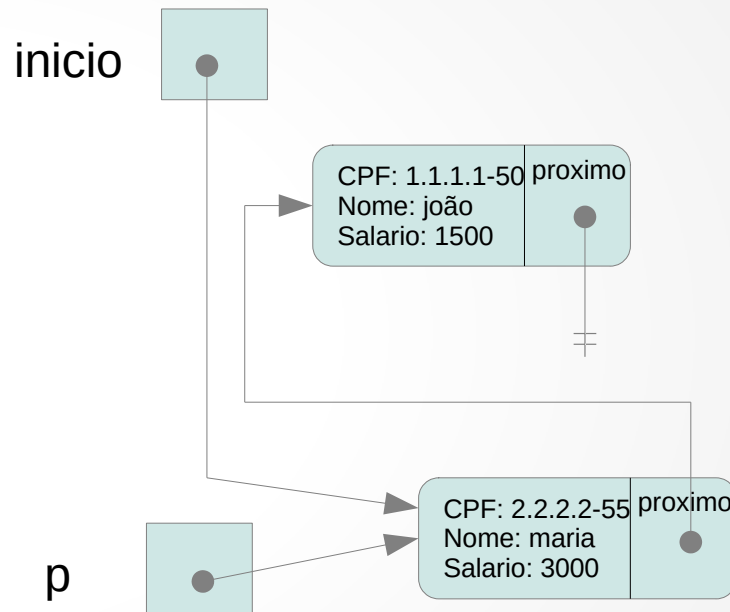 inicio
CPF: 1.1.1.1-50 proximo
Nome: joão
Salario: 1500
CPF: 2.2.2.2-55 proximo
Nome: maria
Salario: 3000
p